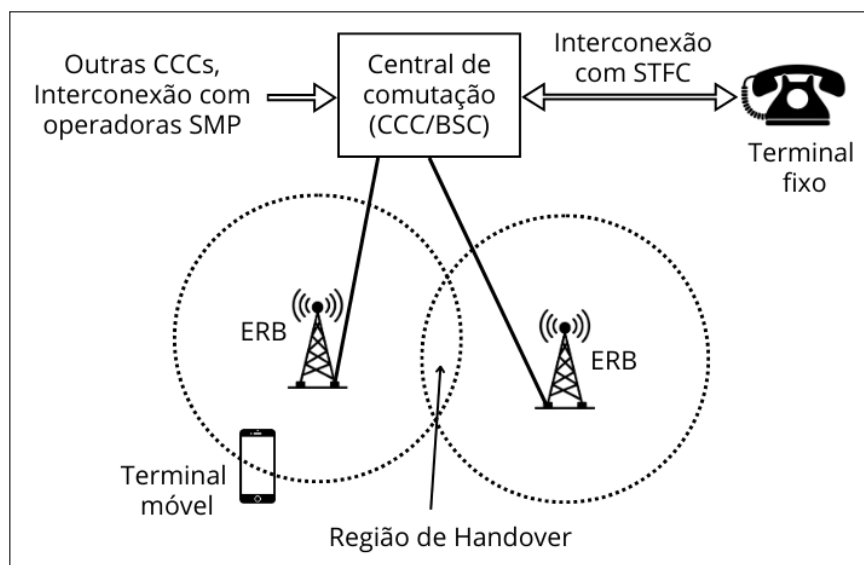 Outras CCCs,
Interconexão com
operadoras SMP
Central de
comutação
(CCC/BSC)
Interconexão
com STFC
Terminal
fixo
ERB
ERB
Terminal
móvel
Região de Handover